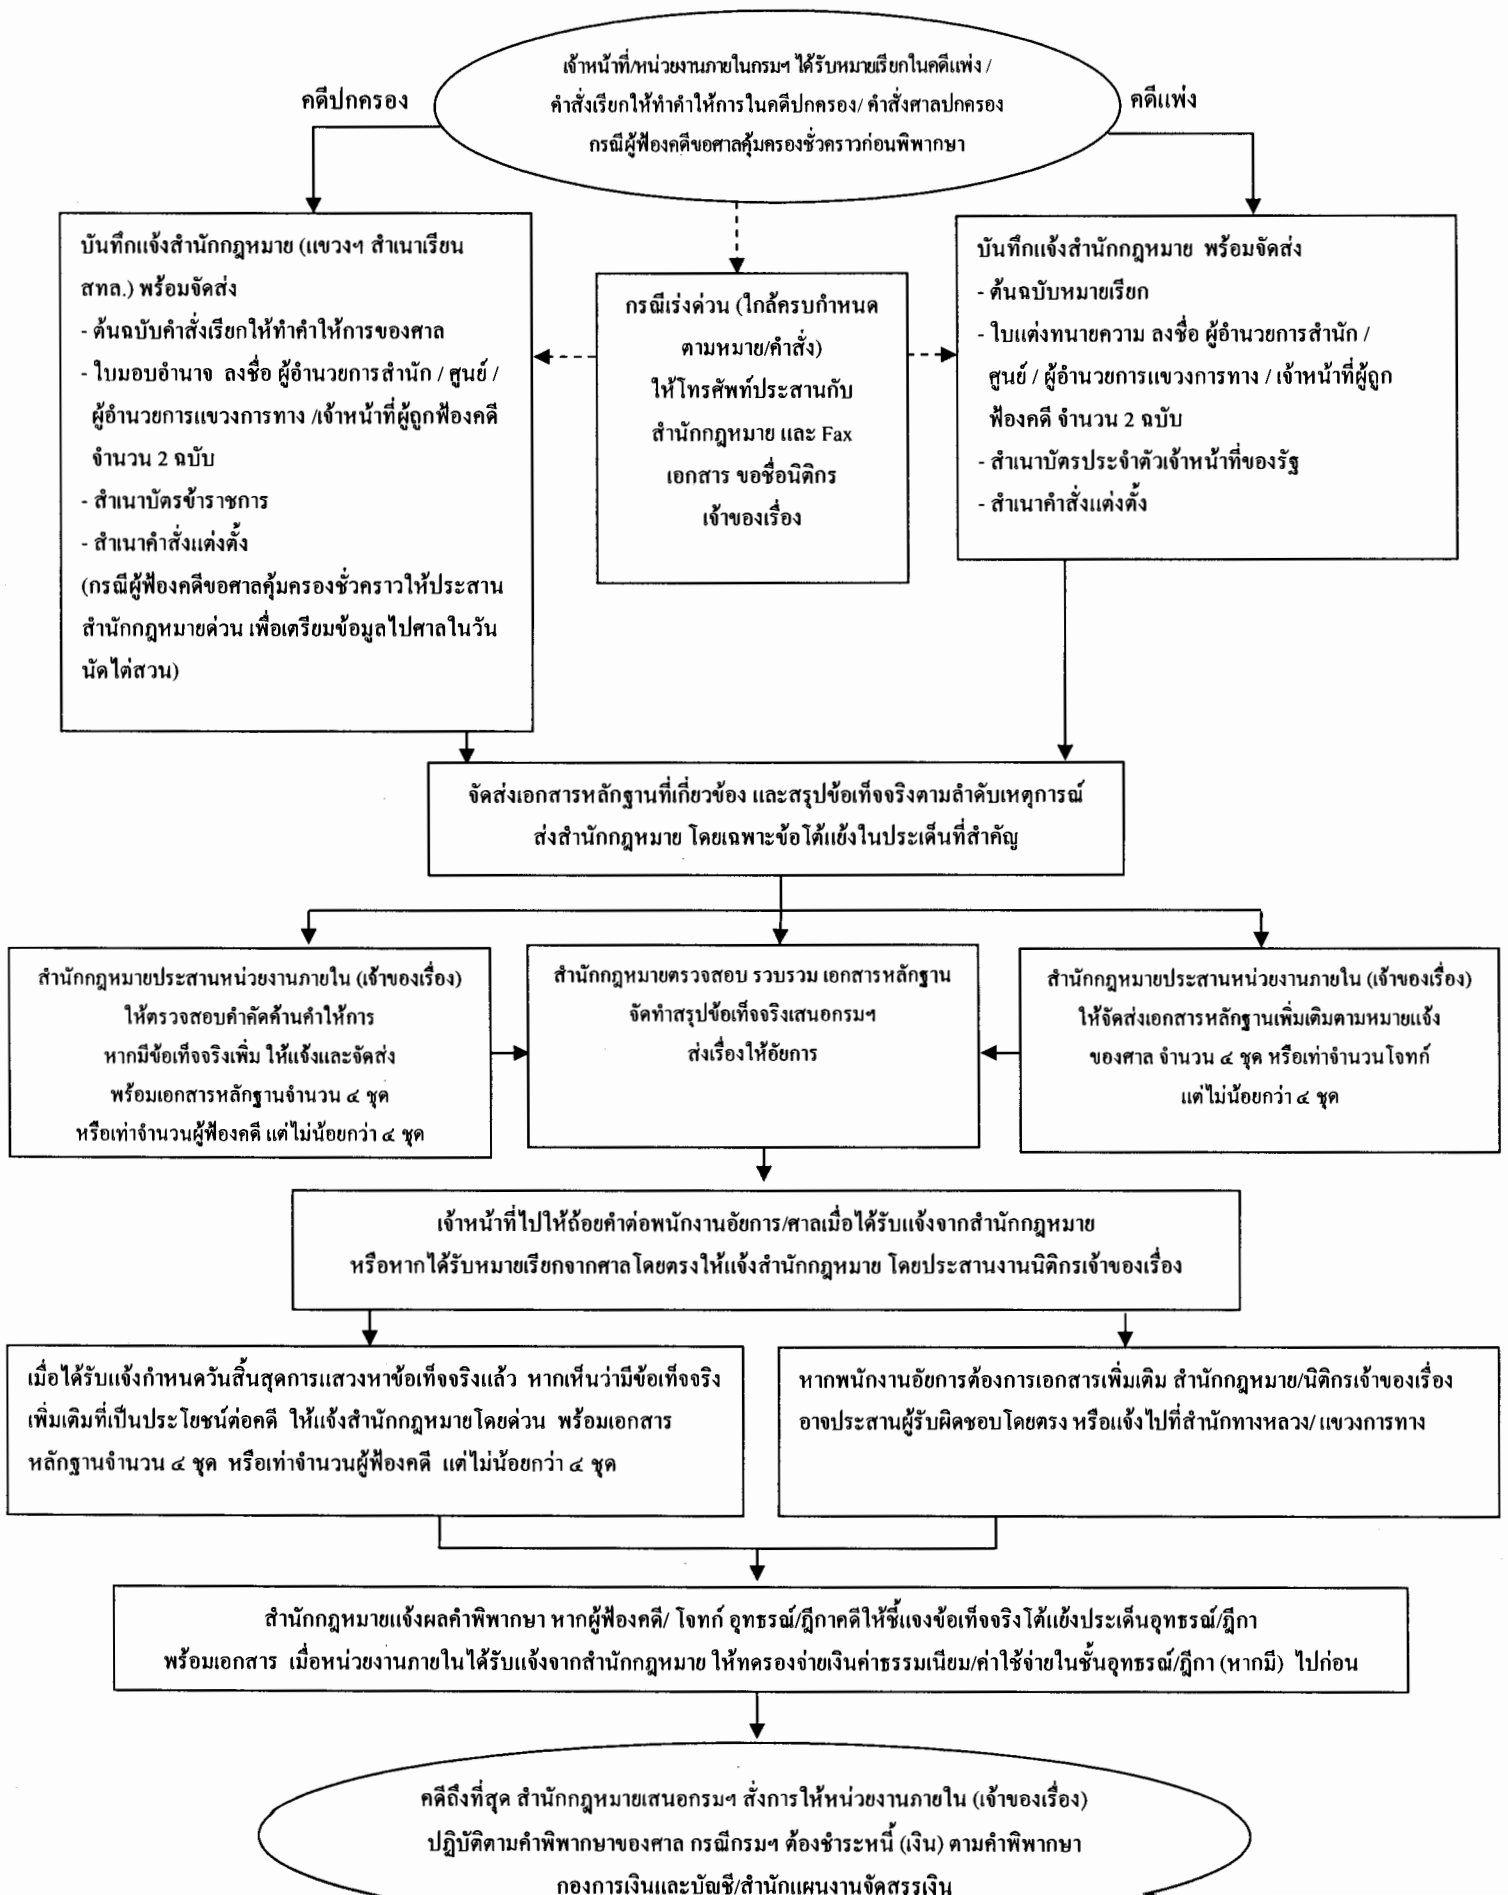 เจ้าหน้าที่/หน่วยงานภายในกรมฯ ได้รับหมายเรียกในคดีแพ่ง /
คำสั่งเรียกให้ทำคำให้การในคดีปกครอง/ คำสั่งศาลปกครอง
กรณีผู้ฟ้องคดีขอศาลคุ้มครองชั่วคราวก่อนพิพากษา
คดีปกครอง
คดีแพ่ง
บันทึกแจ้งสำนักกฎหมาย (แขวงฯ สำเนาเรียน
สทล.) พร้อมจัดส่ง
- ต้นฉบับคำสั่งเรียกให้ทำคำให้การของศาล
- ใบมอบอำนาจ ลงชื่อ ผู้อำนวยการสำนัก / ศูนย์ /
ผู้อำนวยการแขวงการทาง /เจ้าหน้าที่ผู้ถูกฟ้องคดี
จำนวน 2 ฉบับ
- สำเนาบัตรข้าราชการ
- สำเนาคำสั่งแต่งตั้ง
(กรณีผู้ฟ้องคดีขอศาลคุ้มครองชั่วคราวให้ประสาน
สำนักกฎหมายด่วน เพื่อเตรียมข้อมูลไปศาลในวัน
นัดไต่สวน)
กรณีเร่งด่วน (ใกล้ครบกำหนด
ตามหมาย/คำสั่ง)
ให้โทรศัพท์ประสานกับ
สำนักกฎหมาย และ Fax
เอกสาร ขอชื่อนิติกร
เจ้าของเรื่อง
บันทึกแจ้งสำนักกฎหมาย พร้อมจัดส่ง
- ต้นฉบับหมายเรียก
- ใบแต่งทนายความ ลงชื่อ ผู้อำนวยการสำนัก /
ศูนย์ / ผู้อำนวยการแขวงการทาง / เจ้าหน้าที่ผู้ถูก
ฟ้องคดี จำนวน 2 ฉบับ
- สำเนาบัตรประจำตัวเจ้าหน้าที่ของรัฐ
- สำเนาคำสั่งแต่งตั้ง
จัดส่งเอกสารหลักฐานที่เกี่ยวข้อง และสรุปข้อเท็จจริงตามลำดับเหตุการณ์
ส่งสำนักกฎหมาย โดยเฉพาะข้อโต้แย้งในประเด็นที่สำคัญ
สำนักกฎหมายประสานหน่วยงานภายใน (เจ้าของเรื่อง)
ให้ตรวจสอบคำคัดค้านคำให้การ
หากมีข้อเท็จจริงเพิ่ม ให้แจ้งและจัดส่ง
พร้อมเอกสารหลักฐานจำนวน ๔ ชุด
หรือเท่าจำนวนผู้ฟ้องคดี แต่ไม่น้อยกว่า ๔ ชุด
สำนักกฎหมายตรวจสอบ รวบรวม เอกสารหลักฐาน
จัดทำสรุปข้อเท็จจริงเสนอกรมฯ
ส่งเรื่องให้อัยการ
สำนักกฎหมายประสานหน่วยงานภายใน (เจ้าของเรื่อง)
ให้จัดส่งเอกสารหลักฐานเพิ่มเติมตามหมายแจ้ง
ของศาล จำนวน ๔ ชุด หรือเท่าจำนวนโจทก์
แต่ไม่น้อยกว่า ๔ ชุด
เจ้าหน้าที่ไปให้ถ้อยคำต่อพนักงานอัยการ/ศาลเมื่อได้รับแจ้งจากสำนักกฎหมาย
หรือหากได้รับหมายเรียกจากศาลโดยตรงให้แจ้งสำนักกฎหมาย โดยประสานงานนิติกรเจ้าของเรื่อง
เมื่อได้รับแจ้งกำหนดวันสิ้นสุดการแสวงหาข้อเท็จจริงแล้ว หากเห็นว่ามีข้อเท็จจริง
เพิ่มเติมที่เป็นประโยชน์ต่อคดี ให้แจ้งสำนักกฎหมายโดยด่วน พร้อมเอกสาร
หลักฐานจำนวน ๔ ชุด หรือเท่าจำนวนผู้ฟ้องคดี แต่ไม่น้อยกว่า ๔ ชุด
หากพนักงานอัยการต้องการเอกสารเพิ่มเติม สำนักกฎหมาย/นิติกรเจ้าของเรื่อง
อาจประสานผู้รับผิดชอบโดยตรง หรือแจ้งไปที่สำนักทางหลวง/ แขวงการทาง
สำนักกฎหมายแจ้งผลคำพิพากษา หากผู้ฟ้องคดี/ โจทก์ อุทธรณ์/ฎีกาคดีให้ชี้แจงข้อเท็จจริงโต้แย้งประเด็นอุทธรณ์/ฎีกา
พร้อมเอกสาร เมื่อหน่วยงานภายในได้รับแจ้งจากสำนักกฎหมาย ให้ทดรองจ่ายเงินค่าธรรมเนียม/ค่าใช้จ่ายในชั้นอุทธรณ์/ฎีกา (หากมี) ไปก่อน
คดีถึงที่สุด สำนักกฎหมายเสนอกรมฯ สั่งการให้หน่วยงานภายใน (เจ้าของเรื่อง)
ปฏิบัติตามคำพิพากษาของศาล กรณีกรมฯ ต้องชำระหนี้ (เงิน) ตามคำพิพากษา
กองการเงินและบัญชี/สำนักแผนงานจัดสรรเงิน